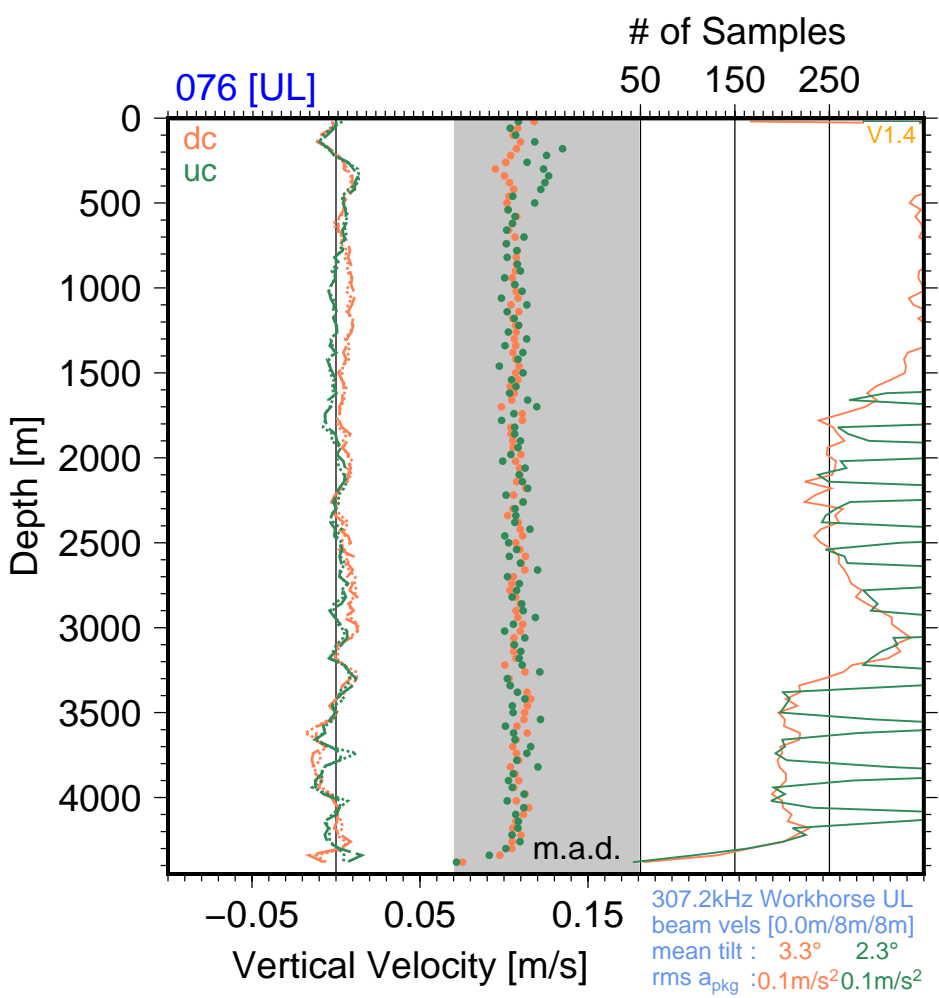 # of Samples
50 150 250
076 [UL]
dc
uc
V1.4
0
500
1000
1500
2000
2500
3000
3500
4000
Depth [m]
m.a.d.
−0.05 0.05 0.15
Vertical Velocity [m/s]
307.2kHz Workhorse UL
beam vels [0.0m/8m/8m]
mean tilt : 3.3° 2.3°
rms a_pkg : 0.1m/s² 0.1m/s²